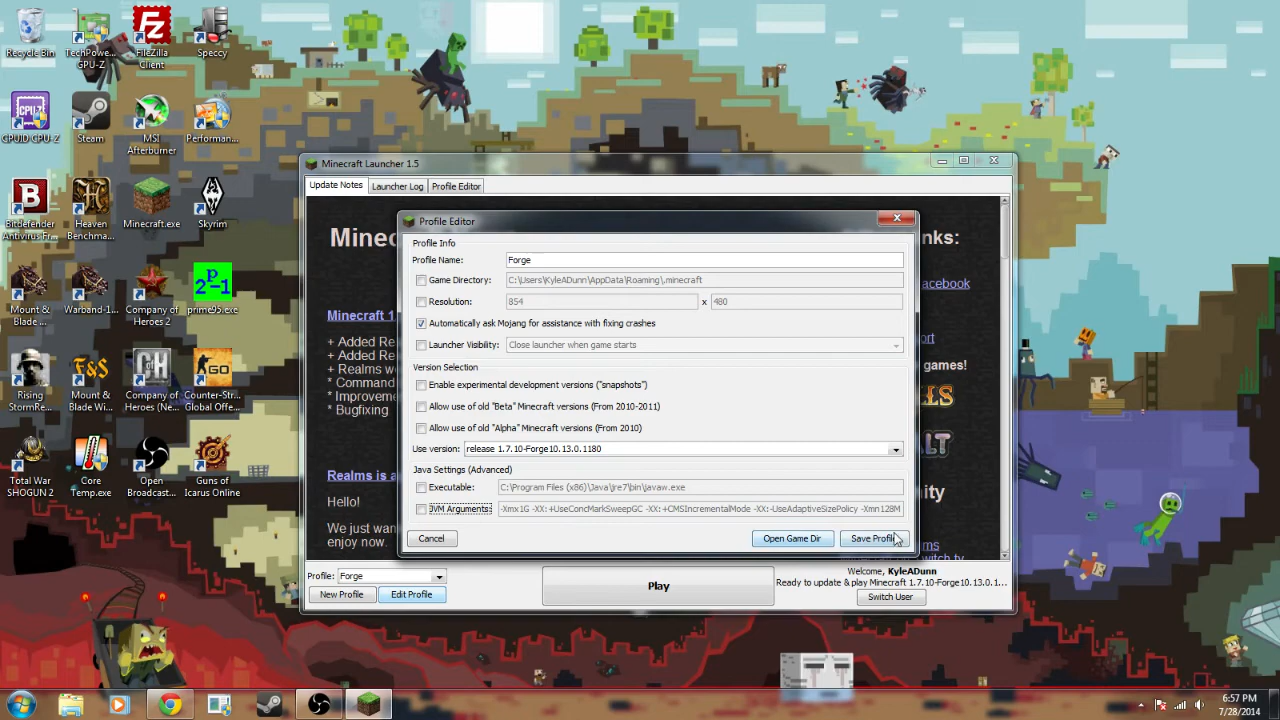 Recycle Bin
TechPowe...
GPU-Z
FileZilla
Client
Speccy
CPUID CPU-Z
Steam
MSI
Afterburner
Performan...
Bitdefender
Antivirus Fr...
Heaven
Benchma...
Minecraft.exe
Skyrim
Mount &
Blade ...
Warband-1...
Company of
Heroes 2
prime95.exe
Rising
StormRe...
Mount &
Blade Wi...
Company of
Heroes (Ne...
Counter-Str...
Global Offe...
Total War
SHOGUN 2
Core
Temp.exe
Open
Broadcast...
Guns of
Icarus Online
Minecraft Launcher 1.5
Update Notes
Launcher Log
Profile Editor
Minec
nks:
acebook
ort
games!
Minecraft 1
+ Added Re
+ Added Re
+ Realms w
* Command
* Improveme
* Bugfixing
Realms is a
Hello!
We just wan
enjoy now.
Profile Editor
Profile Info
Profile Name:
Forge
Game Directory:
C:\Users\KyleADunn\AppData\Roaming\.minecraft
Resolution:
854
x
480
Automatically ask Mojang for assistance with fixing crashes
Launcher Visibility:
Close launcher when game starts
Version Selection
Enable experimental development versions ("snapshots")
Allow use of old "Beta" Minecraft versions (From 2010-2011)
Allow use of old "Alpha" Minecraft versions (From 2010)
Use version:
release 1.7.10-Forge10.13.0.1180
Java Settings (Advanced)
Executable:
C:\Program Files (x86)\Java\jre7\bin\javaw.exe
JVM Arguments:
-Xmx1G -XX:+UseConcMarkSweepGC -XX:+CMSIncrementalMode -XX:-UseAdaptiveSizePolicy -Xmn128M
Cancel
Open Game Dir
Save Profile
Profile:
Forge
New Profile
Edit Profile
Play
Welcome, KyleADunn
Ready to update & play Minecraft 1.7.10-Forge10.13.0.1...
Switch User
6:57 PM
7/28/2014